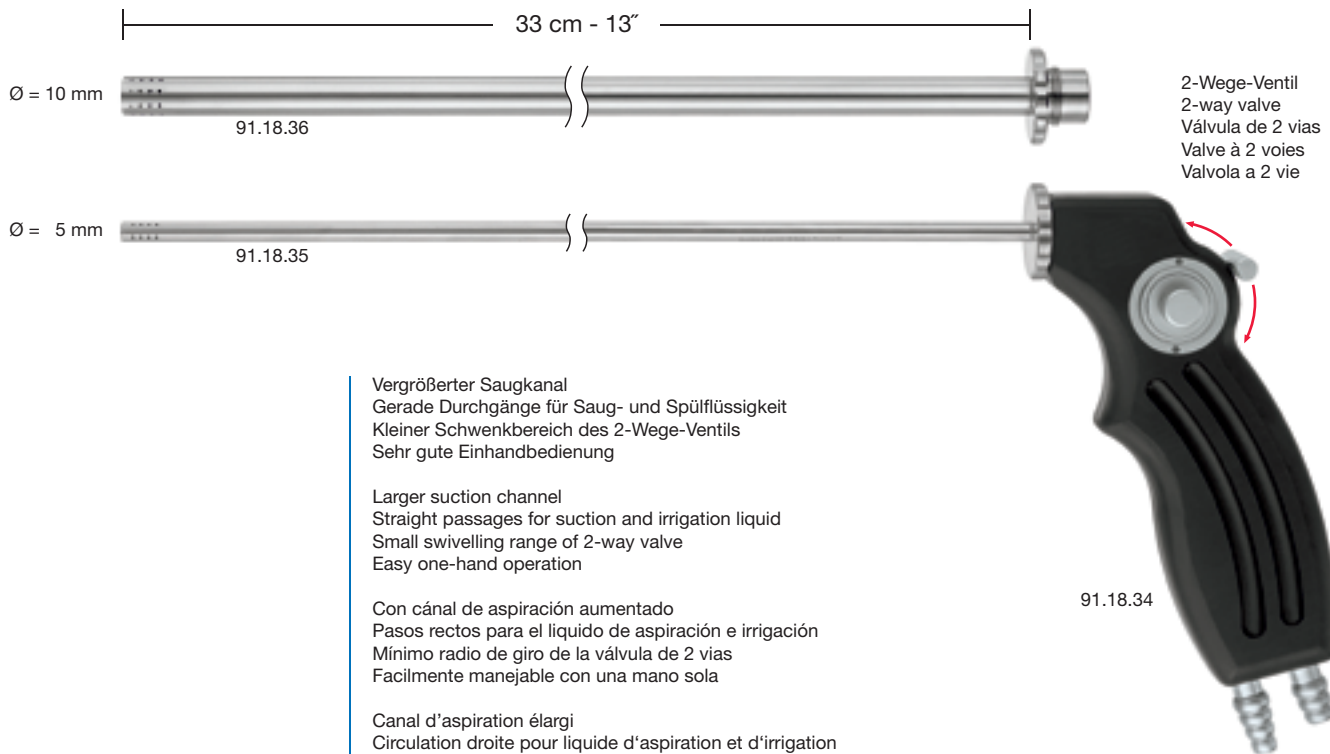 33 cm - 13˝
Ø = 10 mm
91.18.36
2-Wege-Ventil
2-way valve
Válvula de 2 vias
Valve à 2 voies
Valvola a 2 vie
Ø = 5 mm
91.18.35
Vergrößerter Saugkanal
Gerade Durchgänge für Saug- und Spülflüssigkeit
Kleiner Schwenkbereich des 2-Wege-Ventils
Sehr gute Einhandbedienung
Larger suction channel
Straight passages for suction and irrigation liquid
Small swivelling range of 2-way valve
Easy one-hand operation
91.18.34
Con cánal de aspiración aumentado
Pasos rectos para el liquido de aspiración e irrigación
Mínimo radio de giro de la válvula de 2 vias
Facilmente manejable con una mano sola
Canal d’aspiration élargi
Circulation droite pour liquide d‘aspiration et d‘irrigation